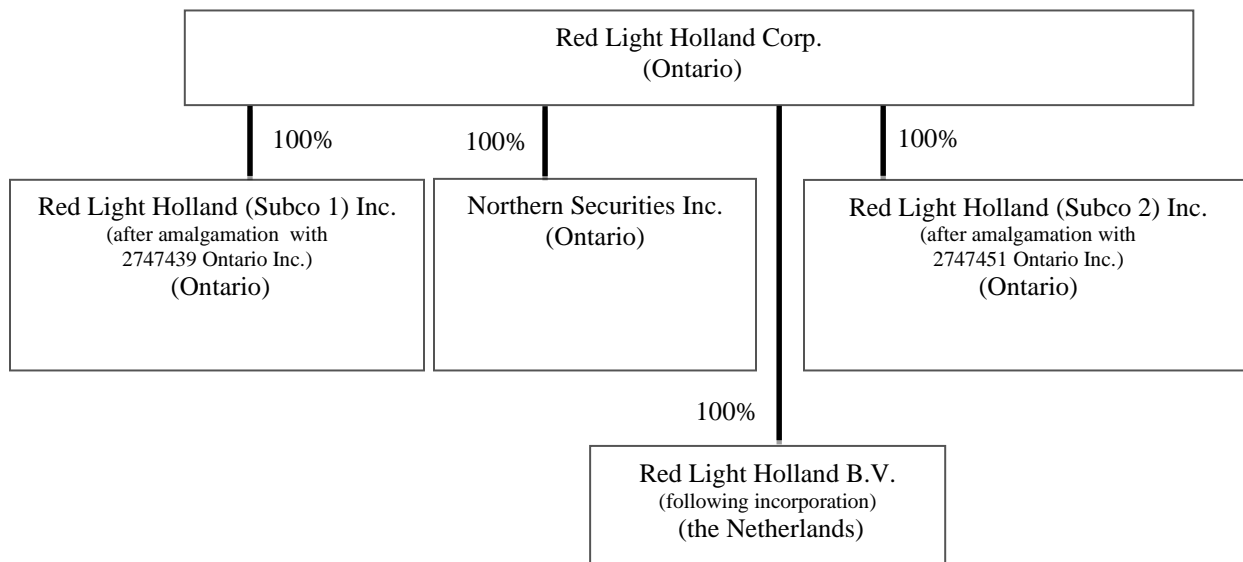 Red Light Holland Corp.
(Ontario)
100%
100%
100%
Red Light Holland (Subco 1) Inc.
(after amalgamation with
2747439 Ontario Inc.)
(Ontario)
Northern Securities Inc.
(Ontario)
Red Light Holland (Subco 2) Inc.
(after amalgamation with
2747451 Ontario Inc.)
(Ontario)
100%
Red Light Holland B.V.
(following incorporation)
(the Netherlands)